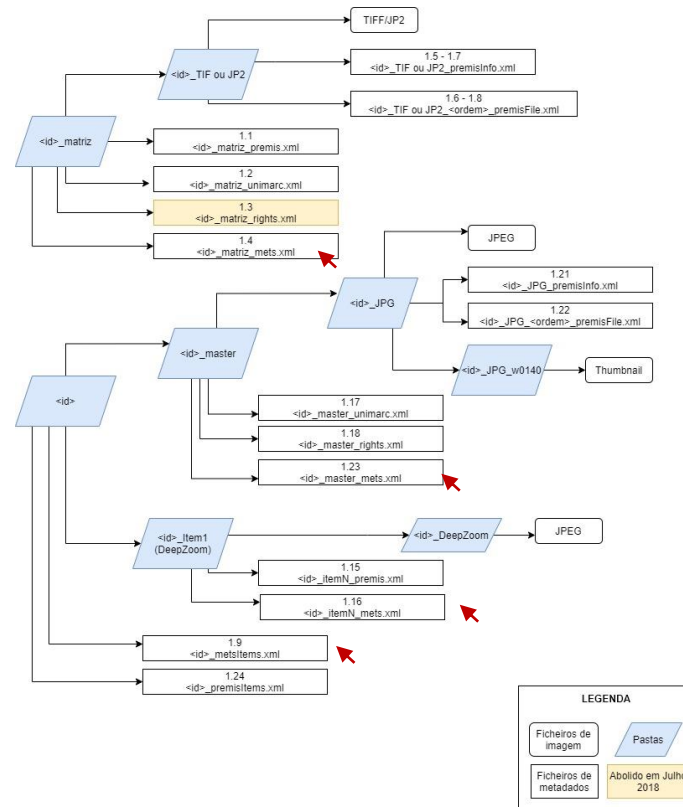 TIFF/JP2
<id>_TIF ou JP2
1.5 - 1.7
<id>_TIF ou JP2_premisInfo.xml
1.6 - 1.8
<id>_TIF ou JP2_<ordem>_premisFile.xml
<id>_matriz
1.1
<id>_matriz_premis.xml
1.2
<id>_matriz_unimarc.xml
1.3
<id>_matriz_rights.xml
1.4
<id>_matriz_mets.xml
JPEG
<id>_JPG
1.21
<id>_JPG_premisInfo.xml
1.22
<id>_JPG_<ordem>_premisFile.xml
<id>_master
<id>_JPG_w0140
Thumbnail
<id>
1.17
<id>_master_unimarc.xml
1.18
<id>_master_rights.xml
1.23
<id>_master_mets.xml
<id>_Item1
(DeepZoom)
<id>_DeepZoom
JPEG
1.15
<id>_itemN_premis.xml
1.16
<id>_itemN_mets.xml
1.9
<id>_metsItems.xml
1.24
<id>_premisItems.xml
LEGENDA
Ficheiros de
imagem
Pastas
Ficheiros de
metadados
Abolido em Julho
2018